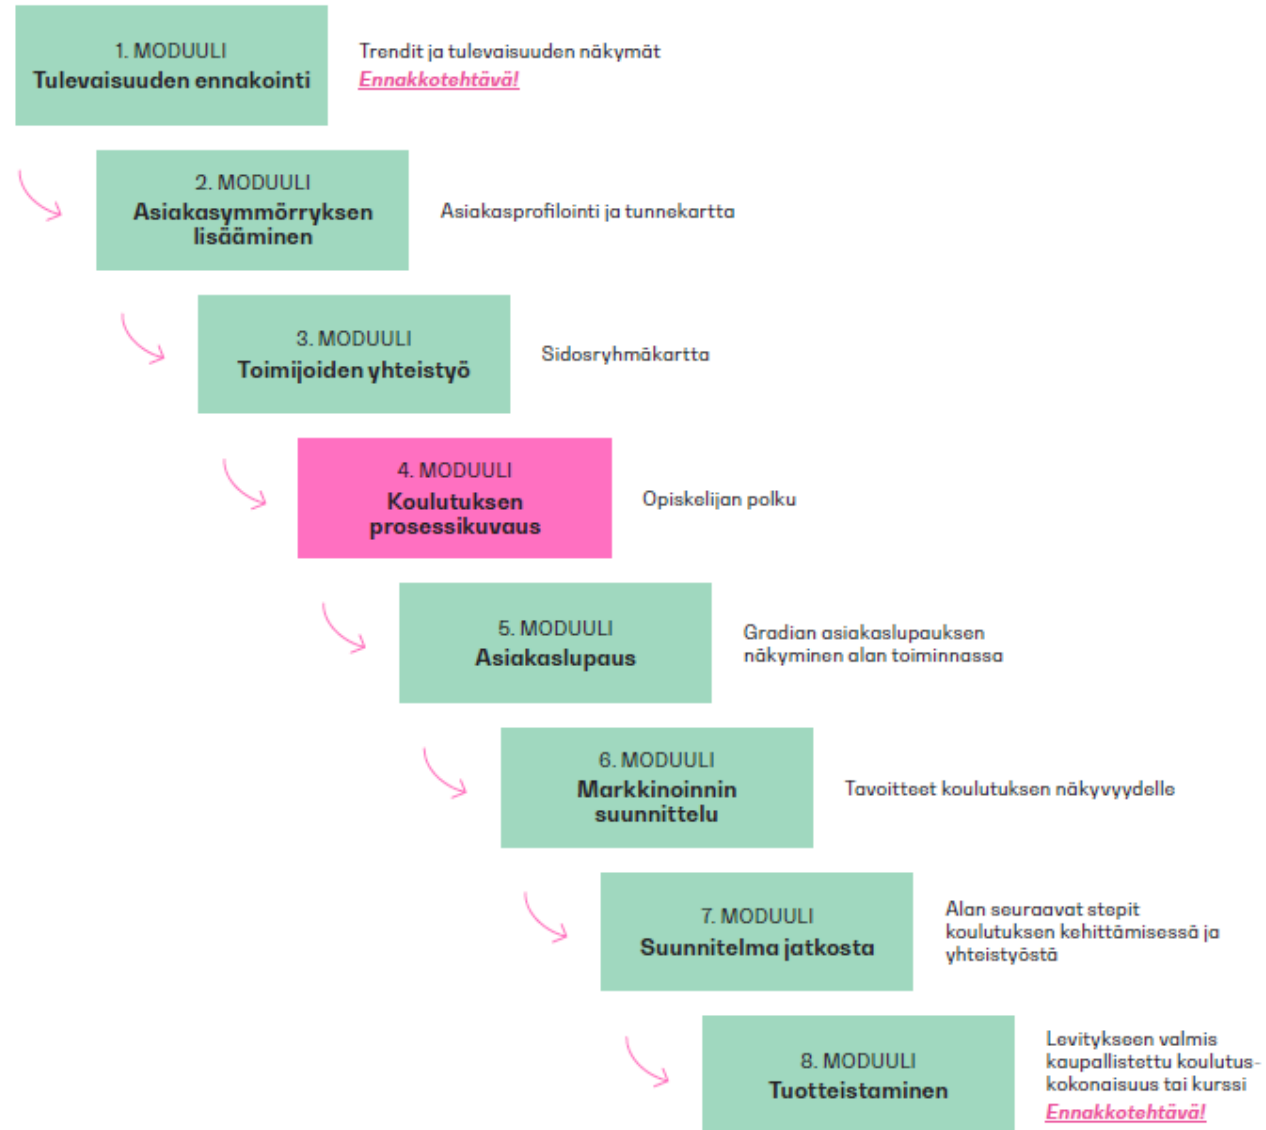 1. MODUULI
Tulevaisuuden ennakointi
Trendit ja tulevaisuuden näkymät
Ennakkotehtävä!
2. MODUULI
Asiakasymmörryksen
lisääminen
Asiakasprofilointi ja tunnekartta
3. MODUULI
Toimijoiden yhteistyö
Sidosryhmäkartta
4. MODUULI
Koulutuksen
prosessikuvaus
Opiskelijan polku
5. MODUULI
Asiakaslupaus
Gradian asiakaslupauksen
näkyminen alan toiminnassa
6. MODUULI
Markkinoinnin
suunnittelu
Tavoitteet koulutuksen näkyvyydelle
7. MODUULI
Suunnitelma jatkosta
Alan seuraavat stepit
koulutuksen kehittämisessä ja
yhteistyöstä
8. MODUULI
Tuotteistaminen
Levitykseen valmis
kaupallistettu koulutus-
kokonaisuus tai kurssi
Ennakkotehtävä!